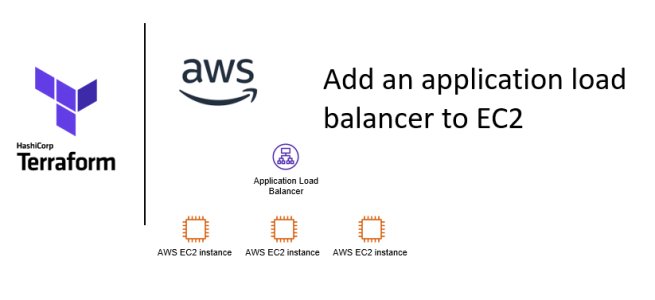 HashiCorp
Terraform
aws
Add an application load
balancer to EC2
Application Load
Balancer
AWS EC2 instance
AWS EC2 instance
AWS EC2 instance